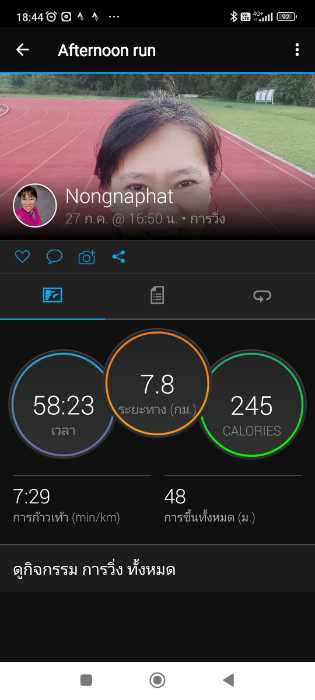 18:44
4G+
92
Afternoon run
Nongnaphat
27 ก.ค. @ 16:50 น. • การวิ่ง
58:23
เวลา
7.8
ระยะทาง (กม.)
245
CALORIES
7:29
การก้าวเท้า (min/km)
48
การขึ้นทั้งหมด (ม.)
ดูกิจกรรม การวิ่ง ทั้งหมด